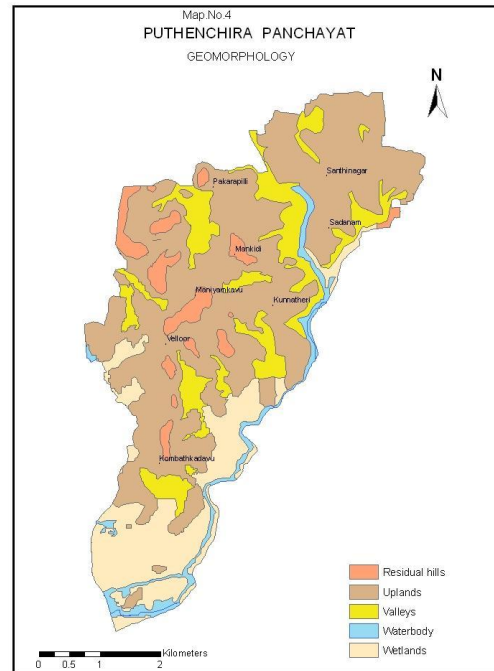 Map.No.4
PUTHENCHIRA PANCHAYAT
GEOMORPHOLOGY
N
Santhinagar
Pakarapilli
Sadanam
Mankidi
Maniyamkavu
Kunnatheri
Velloor
Kombathkadavu
Residual hills
Uplands
Valleys
Waterbody
Wetlands
Kilometers
0 0.5 1 2